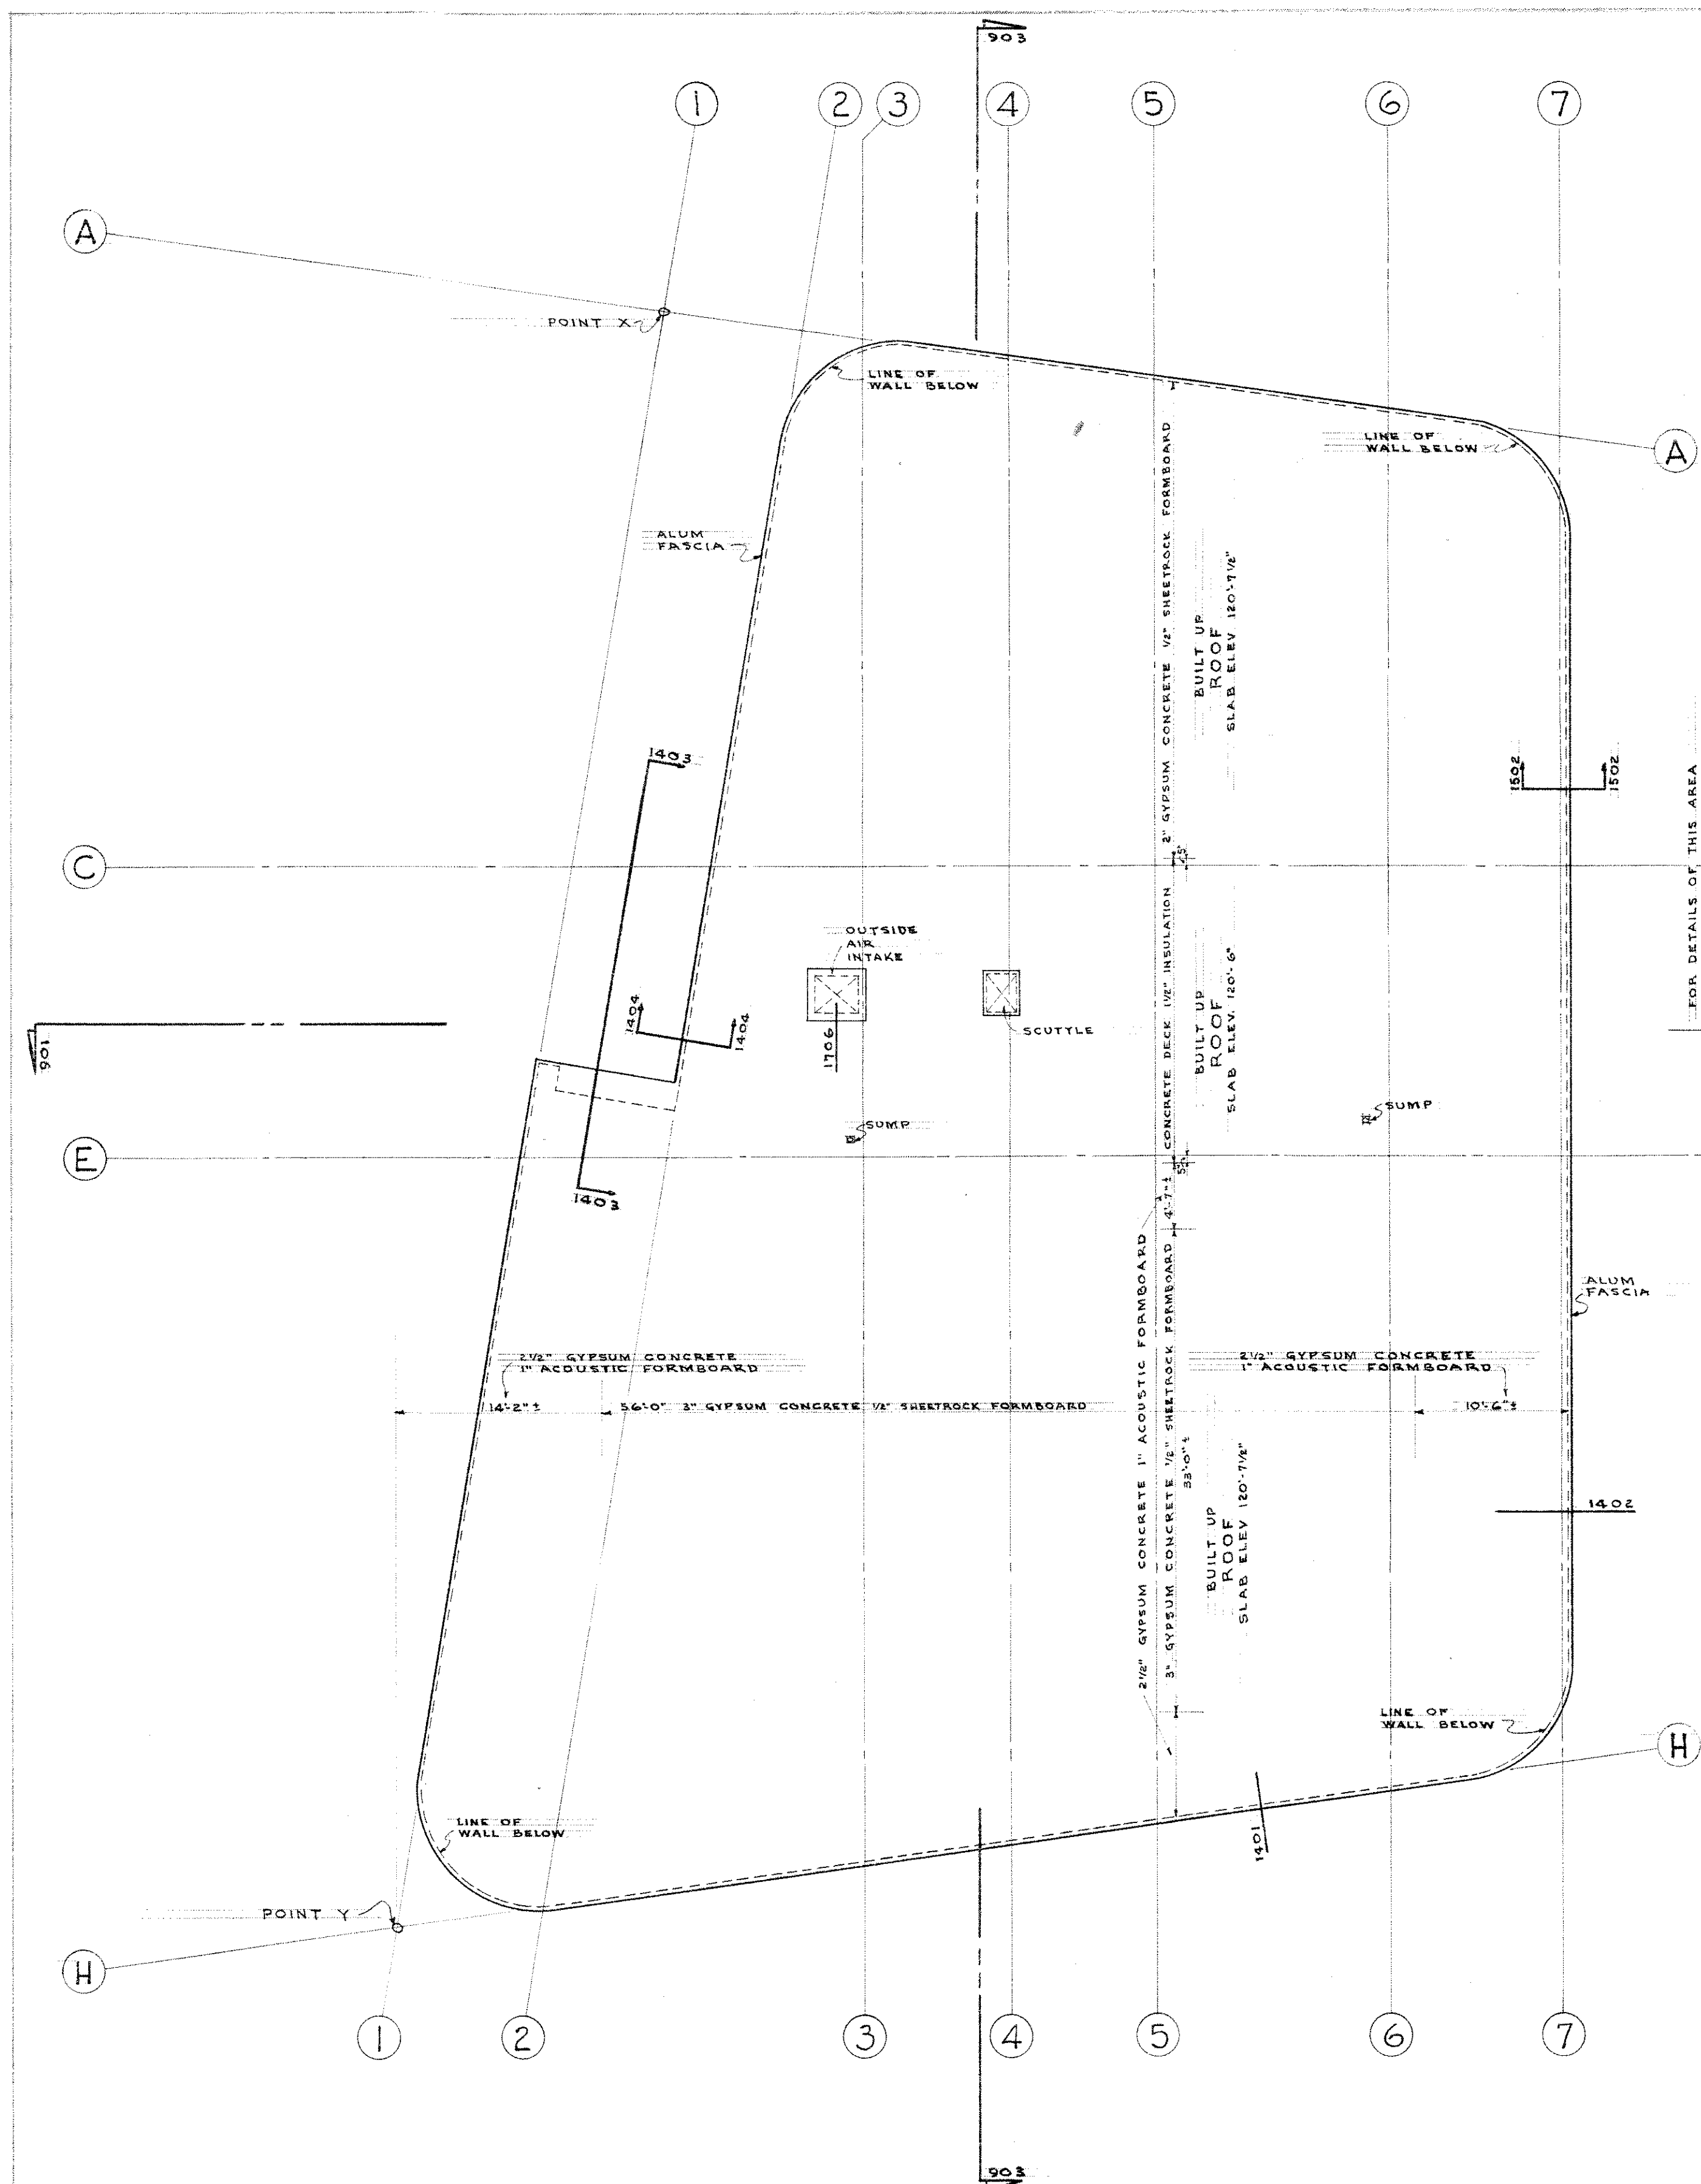 903
1
2
3
4
5
6
7
A
POINT X
LINE OF
WALL BELOW
LINE OF
WALL BELOW
A
ALUM
FASCIA
2" GYPSUM CONCRETE 1/2" SHEETROCK FORMBOARD
BUILT UP
ROOF
SLAB ELEV. 120'-7 1/2"
1403
1502
1502
FOR DETAILS OF THIS AREA
C
OUTSIDE
AIR
INTAKE
CONCRETE DECK 1 1/2" INSULATION
BUILT UP
ROOF
SLAB ELEV. 120'-6"
1404
1404
1706
SCUTTLE
901
SUMP
SUMP
E
5"
1403
4'-7"±
ALUM
FASCIA
2 1/2" GYPSUM CONCRETE
1" ACOUSTIC FORMBOARD
2 1/2" GYPSUM CONCRETE
1" ACOUSTIC FORMBOARD
14'-2"±
56'-0" 3" GYPSUM CONCRETE 1/2" SHEETROCK FORMBOARD
10'-6"±
2 1/2" GYPSUM CONCRETE 1" ACOUSTIC FORMBOARD
3" GYPSUM CONCRETE 1/2" SHEETROCK FORMBOARD
33'-0"±
BUILT UP
ROOF
SLAB ELEV 120'-7 1/2"
1402
LINE OF
WALL BELOW
H
LINE OF
WALL BELOW
1401
POINT Y
H
1
2
3
4
5
6
7
903